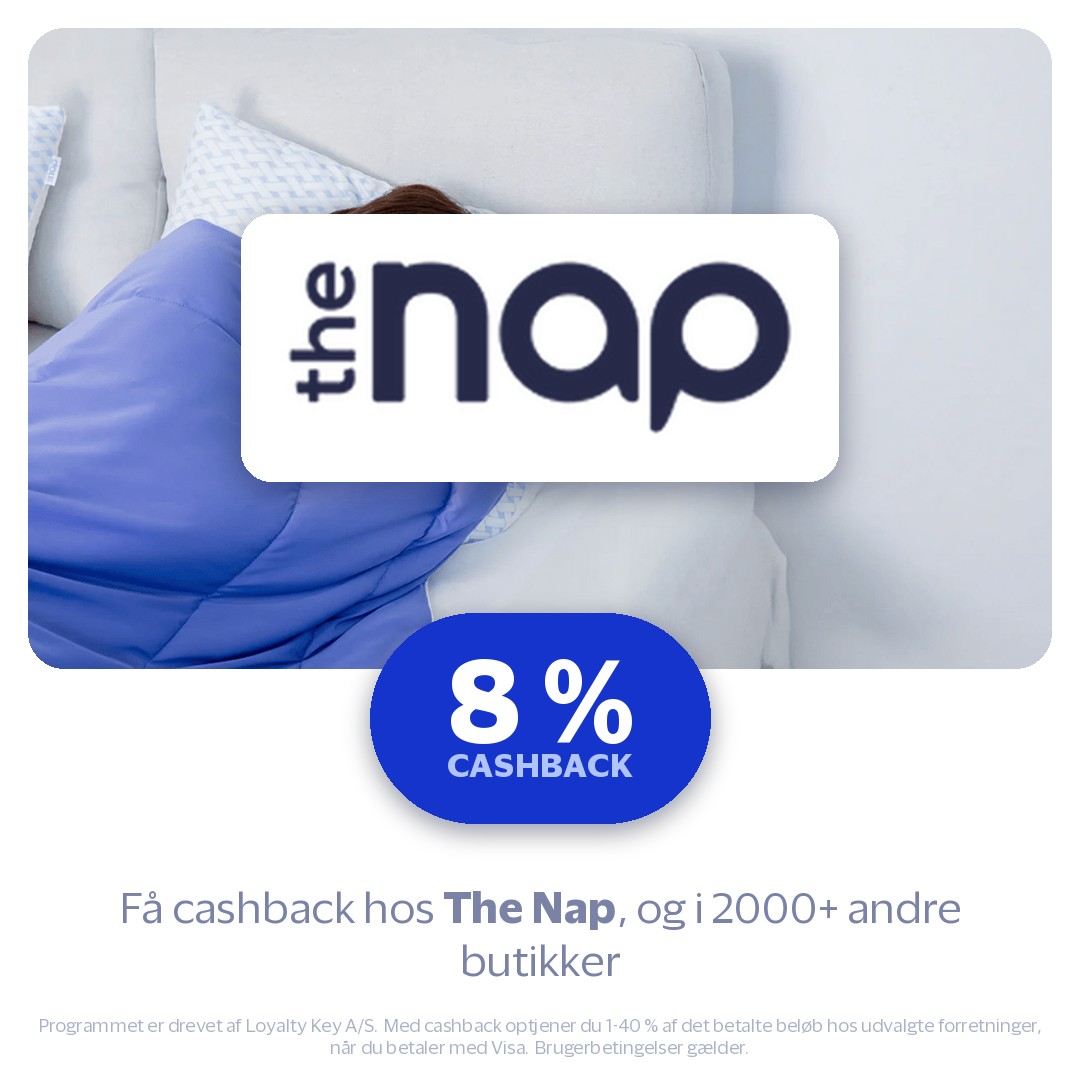 the nap
8 %
CASHBACK
Få cashback hos The Nap, og i 2000+ andre
butikker
Programmet er drevet af Loyalty Key A/S. Med cashback optjener du 1-40 % af det betalte beløb hos udvalgte forretninger,
når du betaler med Visa. Brugerbetingelser gælder.